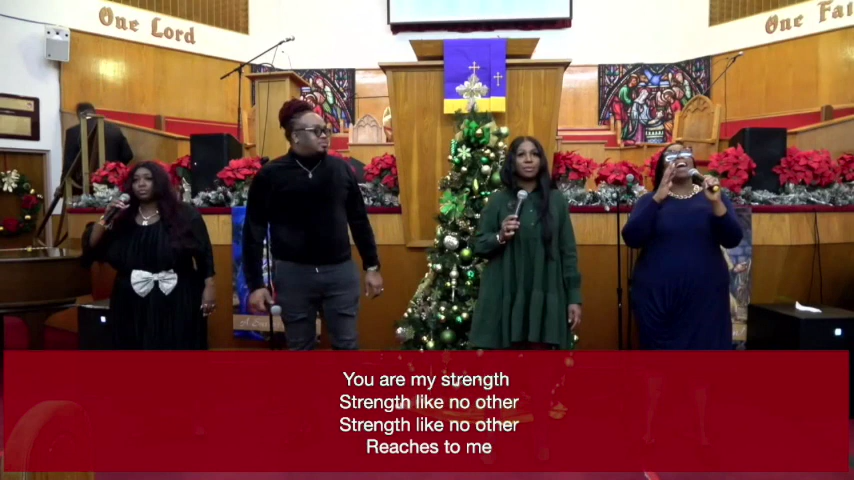 One Lord
One Fai
You are my strength
Strength like no other
Strength like no other
Reaches to me